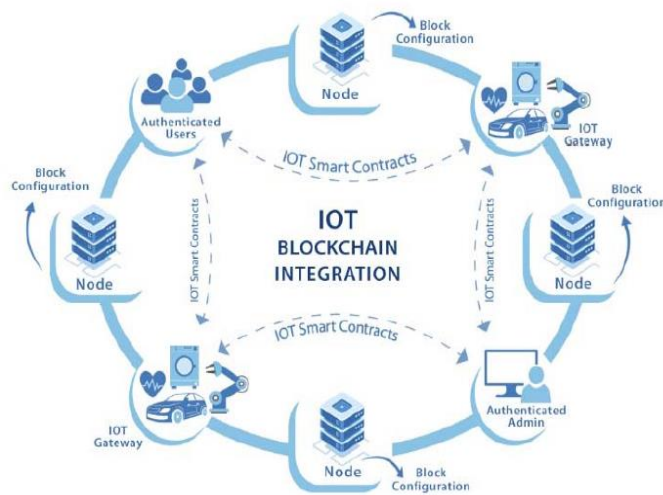 Block
Configuration
Node
Authenticated
Users
IOT
Gateway
IOT Smart Contracts
Block
Configuration
Block
Configuration
IOT Smart Contracts
IOT
BLOCKCHAIN
INTEGRATION
IOT Smart Contracts
Node
Node
IOT Smart Contracts
IOT
Gateway
Authenticated
Admin
Node
Block
Configuration